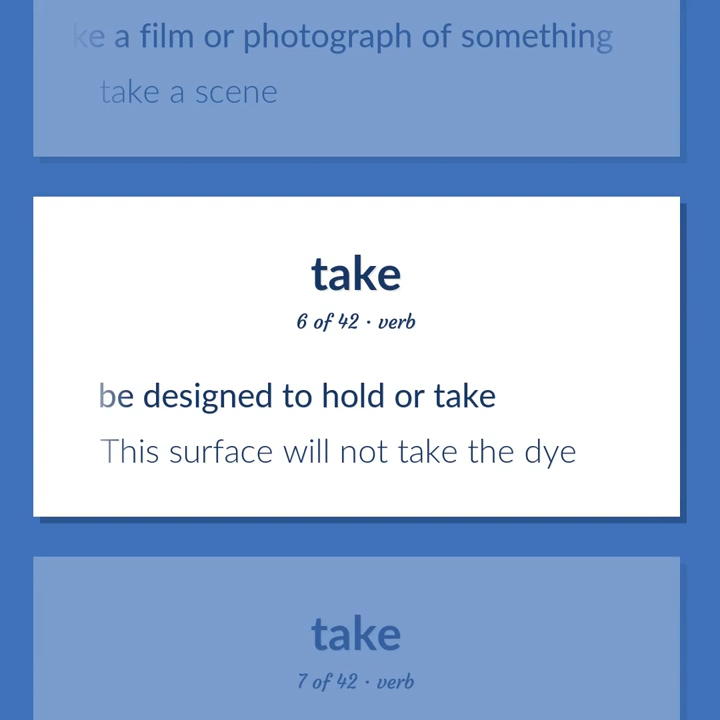 ke a film or photograph of something
take a scene
take
6 of 42 · verb
be designed to hold or take
This surface will not take the dye
take
7 of 42 · verb